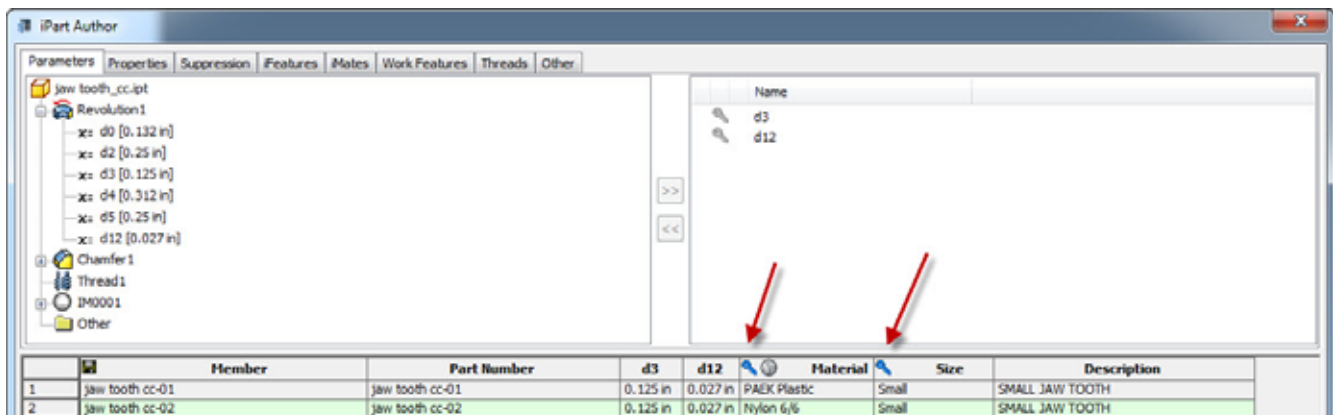 iPart Author
Parameters Properties Suppression iFeatures iMates Work Features Threads Other
jaw tooth_cc.ipt
Revolution1
x: d0 [0.132 in]
x: d2 [0.25 in]
x: d3 [0.125 in]
x: d4 [0.312 in]
x: d5 [0.25 in]
x: d12 [0.027 in]
Chamfer1
Thread1
IM0001
Other
>>
<<
Name
d3
d12
Member Part Number d3 d12 Material Size Description
1 jaw tooth cc-01 jaw tooth cc-01 0.125 in 0.027 in PAEK Plastic Small SMALL JAW TOOTH
2 jaw tooth cc-02 jaw tooth cc-02 0.125 in 0.027 in Nylon 6/6 Small SMALL JAW TOOTH